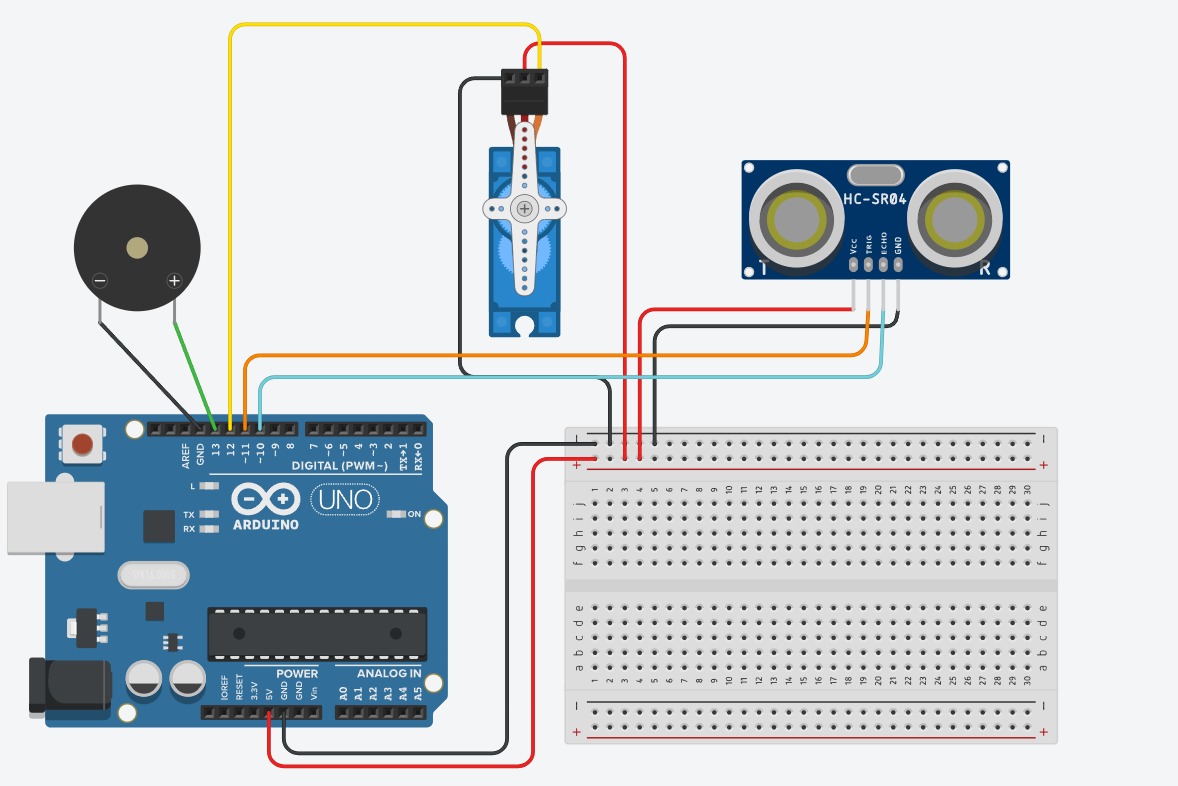 HC-SR04
VCC
TRIG
ECHO
GND
T
R
− +
AREF
GND
13
12
~11
~10
~9
8
7
~6
~5
4
~3
2
TX→1
RX←0
DIGITAL (PWM~)
L
TX
RX
ARDUINO
UNO
ON
POWER
ANALOG IN
IOREF
RESET
3.3V
5V
GND
GND
Vin
A0
A1
A2
A3
A4
A5
− −
+ +
1 2 3 4 5 6 7 8 9 10 11 12 13 14 15 16 17 18 19 20 21 22 23 24 25 26 27 28 29 30
j j
i i
h h
g g
f f
e e
d d
c c
b b
a a
1 2 3 4 5 6 7 8 9 10 11 12 13 14 15 16 17 18 19 20 21 22 23 24 25 26 27 28 29 30
− −
+ +